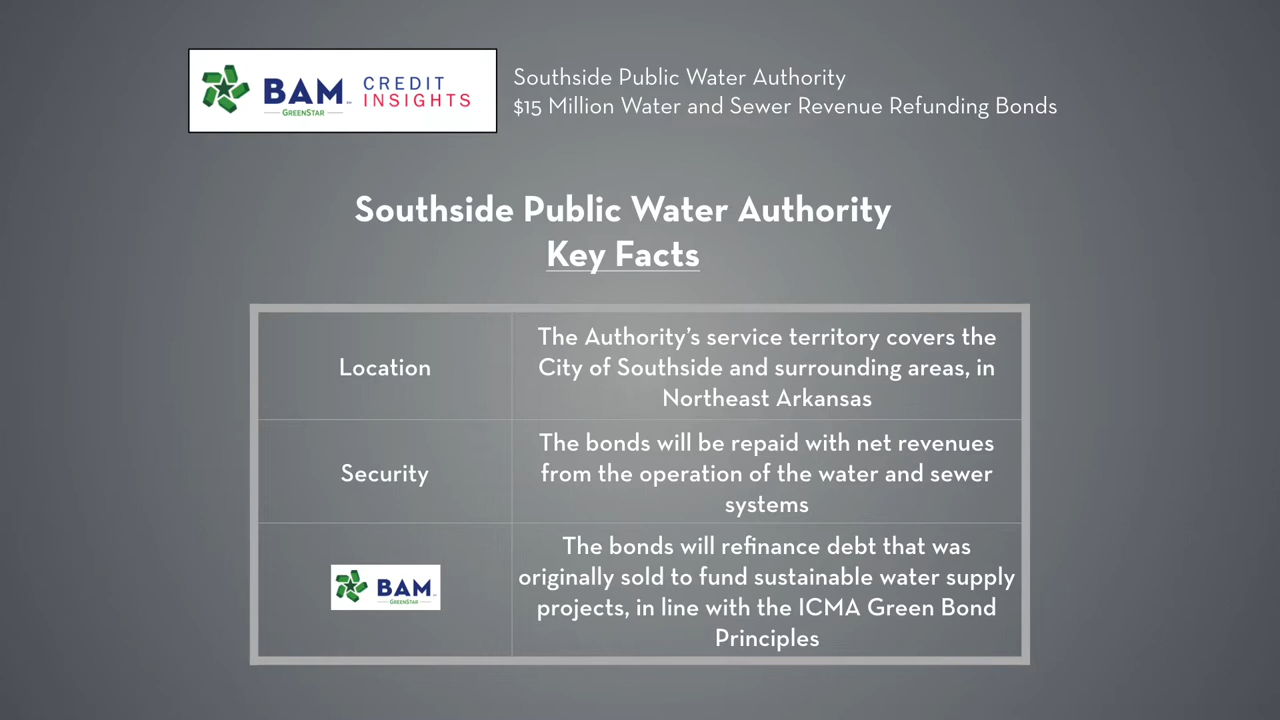 BAM
GREENSTAR
CREDIT
INSIGHTS
Southside Public Water Authority
$15 Million Water and Sewer Revenue Refunding Bonds
Southside Public Water Authority
Key Facts
Location
The Authority’s service territory covers the
City of Southside and surrounding areas, in
Northeast Arkansas
Security
The bonds will be repaid with net revenues
from the operation of the water and sewer
systems
BAM
GREENSTAR
The bonds will refinance debt that was
originally sold to fund sustainable water supply
projects, in line with the ICMA Green Bond
Principles